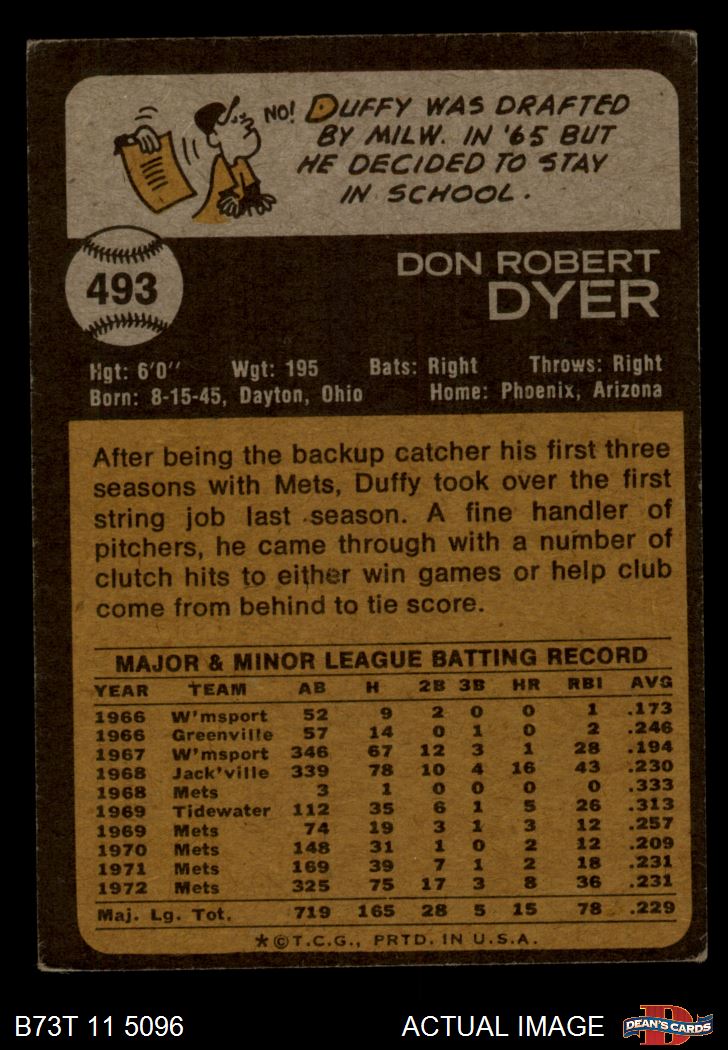 NO! DUFFY WAS DRAFTED
BY MILW. IN '65 BUT
HE DECIDED TO STAY
IN SCHOOL.
493
DON ROBERT
DYER
Hgt: 6'0" Wgt: 195 Bats: Right Throws: Right
Born: 8-15-45, Dayton, Ohio Home: Phoenix, Arizona
After being the backup catcher his first three
seasons with Mets, Duffy took over the first
string job last season. A fine handler of
pitchers, he came through with a number of
clutch hits to either win games or help club
come from behind to tie score.
MAJOR & MINOR LEAGUE BATTING RECORD
YEAR TEAM AB H 2B 3B HR RBI AVG
1966 W'msport 52 9 2 0 0 1 .173
1966 Greenville 57 14 0 1 0 2 .246
1967 W'msport 346 67 12 3 1 28 .194
1968 Jack'ville 339 78 10 4 16 43 .230
1968 Mets 3 1 0 0 0 0 .333
1969 Tidewater 112 35 6 1 5 26 .313
1969 Mets 74 19 3 1 3 12 .257
1970 Mets 148 31 1 0 2 12 .209
1971 Mets 169 39 7 1 2 18 .231
1972 Mets 325 75 17 3 8 36 .231
Maj. Lg. Tot. 719 165 28 5 15 78 .229
*©T.C.G., PRTD. IN U.S.A.
B73T 11 5096 ACTUAL IMAGE DEAN'S CARDS